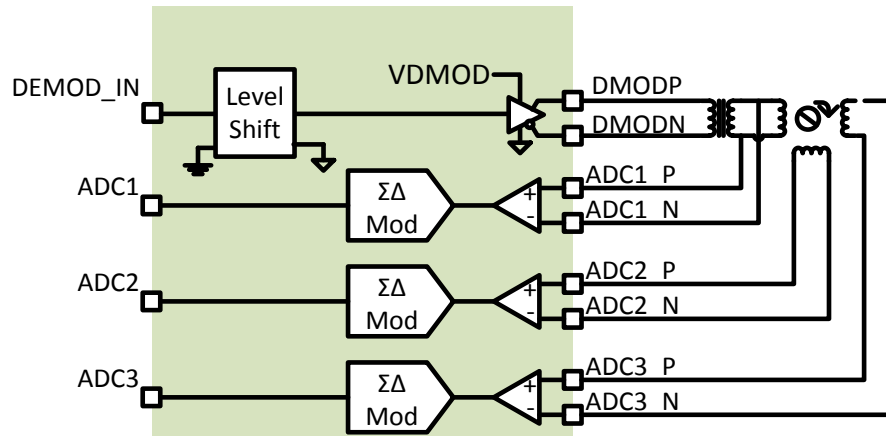 VDMOD
DEMOD_IN
Level
Shift
DMODP
DMODN
ADC1
ΣΔ
Mod
+
-
ADC1_P
ADC1_N
ADC2
ΣΔ
Mod
+
-
ADC2_P
ADC2_N
ADC3
ΣΔ
Mod
+
-
ADC3_P
ADC3_N